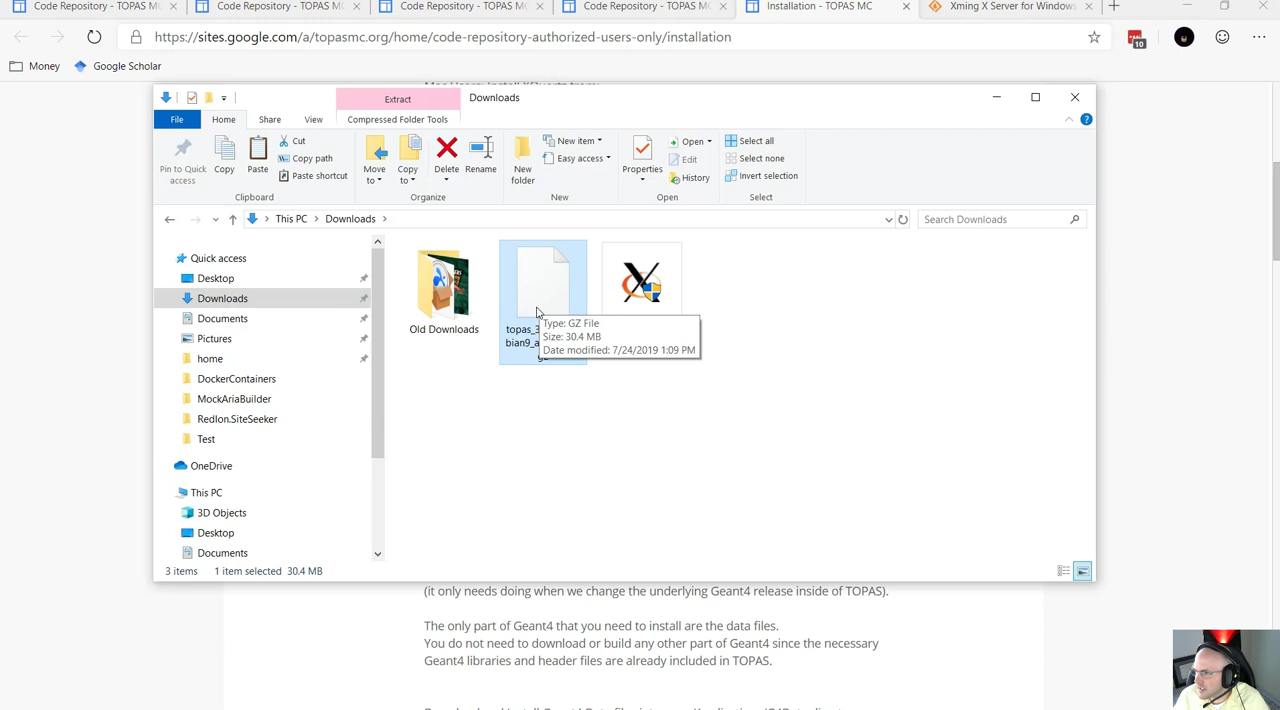 Code Repository - TOPAS M
Code Repository - TOPAS MC
Code Repository - TOPAS MC
Code Repository - TOPAS MC
Installation - TOPAS MC
Xming X Server for Windows
https://sites.google.com/a/topasmc.org/home/code-repository-authorized-users-only/installation
10
Money
Google Scholar
Extract
Downloads
File
Home
Share
View
Compressed Folder Tools
Pin to Quick access
Copy
Paste
Cut
Copy path
Paste shortcut
Clipboard
Move to
Copy to
Delete
Rename
Organize
New folder
New item
Easy access
New
Properties
Open
Edit
History
Open
Select all
Select none
Invert selection
Select
This PC > Downloads >
Search Downloads
Quick access
Desktop
Downloads
Documents
Pictures
home
DockerContainers
MockAriaBuilder
RedIon.SiteSeeker
Test
OneDrive
This PC
3D Objects
Desktop
Documents
Old Downloads
topas_3
bian9_a
Type: GZ File
Size: 30.4 MB
Date modified: 7/24/2019 1:09 PM
3 items
1 item selected 30.4 MB
(it only needs doing when we change the underlying Geant4 release inside of TOPAS).
The only part of Geant4 that you need to install are the data files.
You do not need to download or build any other part of Geant4 since the necessary
Geant4 libraries and header files are already included in TOPAS.